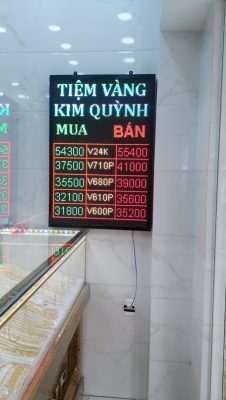 TIỆM VÀNG
KIM QUỲNH
MUA BÁN
54300 V24K 55400
37500 V710P 41000
35500 V680P 39000
32100 V610P 35600
31800 V600P 35200